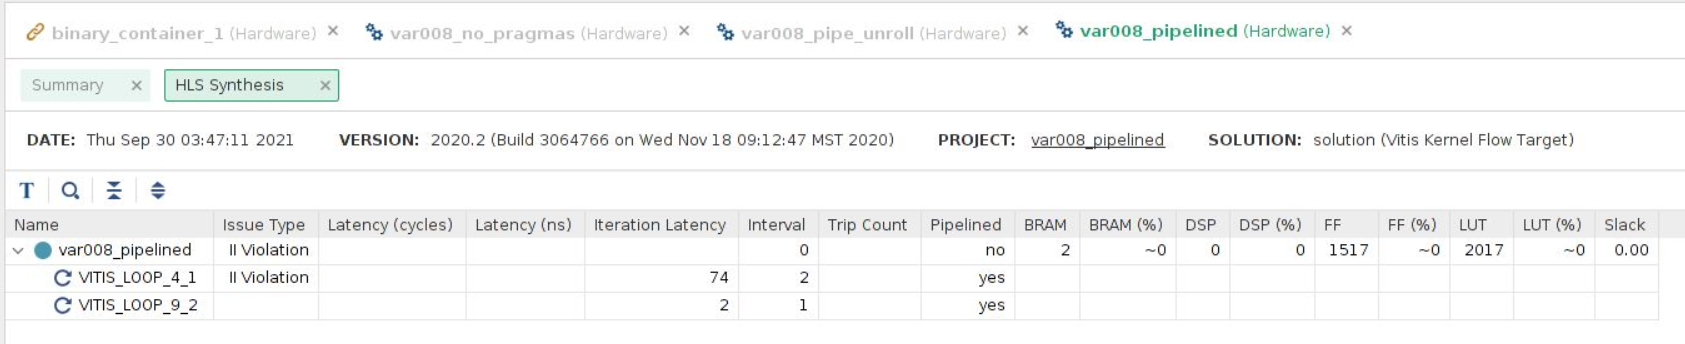 binary_container_1 (Hardware) × var008_no_pragmas (Hardware) × var008_pipe_unroll (Hardware) × var008_pipelined (Hardware) ×
Summary × HLS Synthesis ×
DATE: Thu Sep 30 03:47:11 2021 VERSION: 2020.2 (Build 3064766 on Wed Nov 18 09:12:47 MST 2020) PROJECT: var008_pipelined SOLUTION: solution (Vitis Kernel Flow Target)
T
Name Issue Type Latency (cycles) Latency (ns) Iteration Latency Interval Trip Count Pipelined BRAM BRAM (%) DSP DSP (%) FF FF (%) LUT LUT (%) Slack
var008_pipelined II Violation 0 no 2 ~0 0 0 1517 ~0 2017 ~0 0.00
VITIS_LOOP_4_1 II Violation 74 2 yes
VITIS_LOOP_9_2 2 1 yes